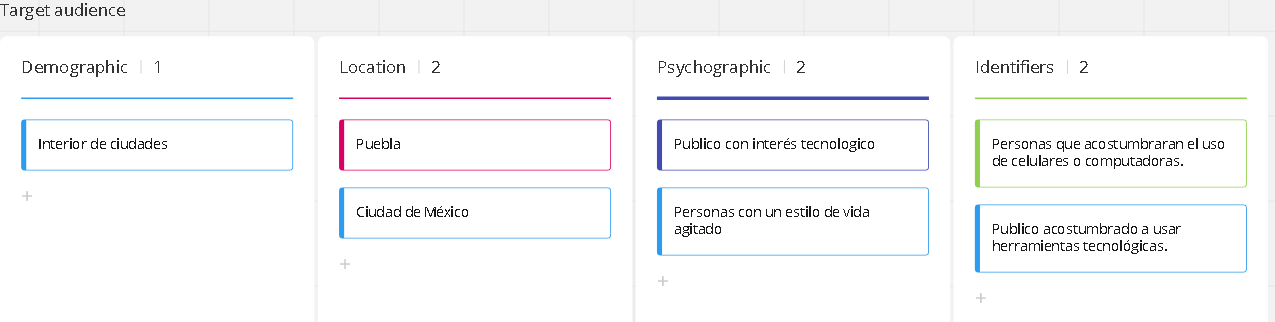 Target audience
Demographic | 1
Interior de ciudades
+
Location | 2
Puebla
Ciudad de México
+
Psychographic | 2
Publico con interés tecnologico
Personas con un estilo de vida
agitado
+
Identifiers | 2
Personas que acostumbraran el uso
de celulares o computadoras.
Publico acostumbrado a usar
herramientas tecnológicas.
+